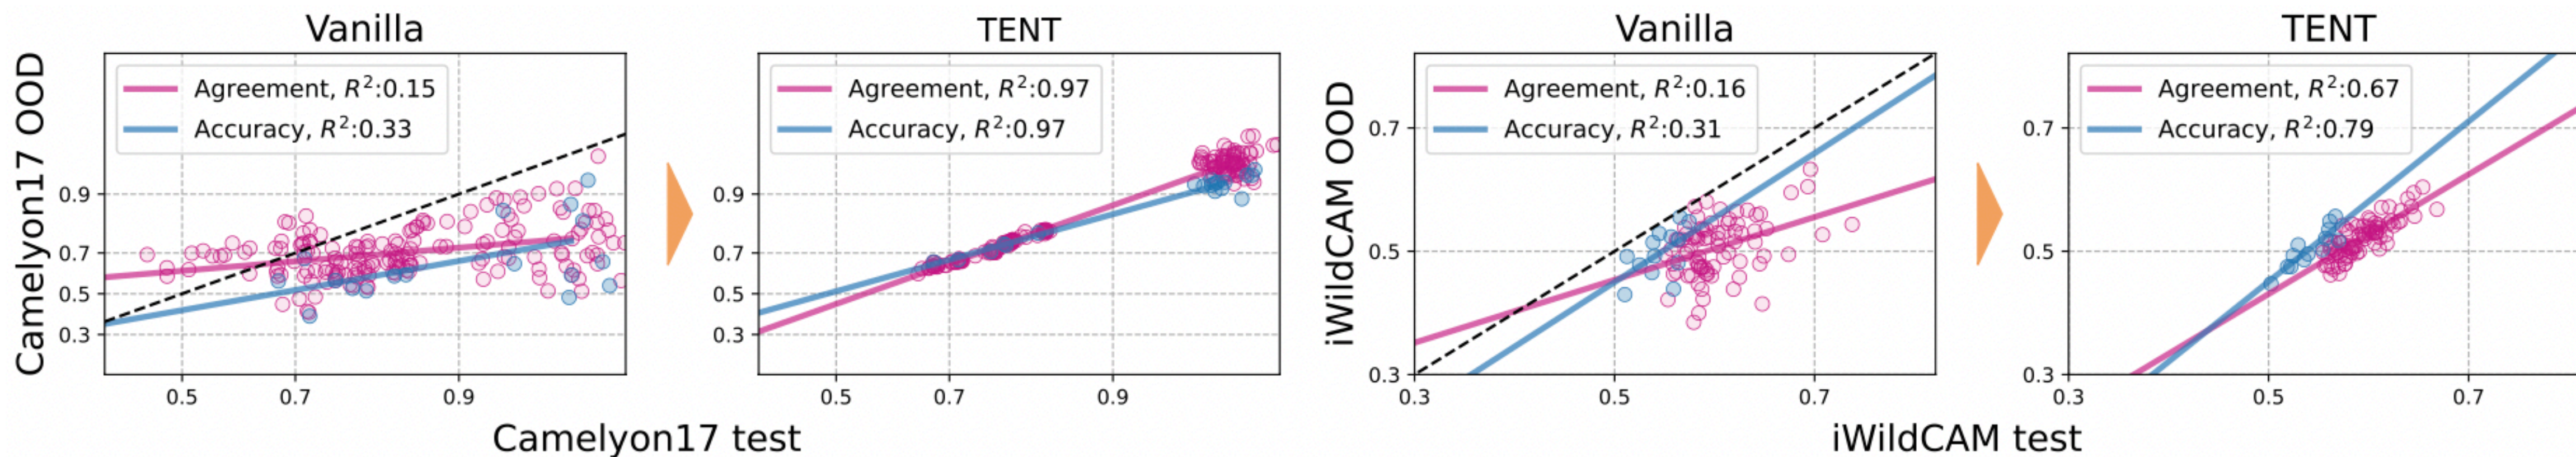 Vanilla
Camelyon17 OOD
Agreement, R²:0.15
Accuracy, R²:0.33
0.9
0.7
0.5
0.3
0.5 0.7 0.9
TENT
Agreement, R²:0.97
Accuracy, R²:0.97
0.9
0.7
0.5
0.3
0.5 0.7 0.9
Camelyon17 test
Vanilla
iWildCAM OOD
Agreement, R²:0.16
Accuracy, R²:0.31
0.7
0.5
0.3
0.3 0.5 0.7
TENT
Agreement, R²:0.67
Accuracy, R²:0.79
0.7
0.5
0.3
0.3 0.5 0.7
iWildCAM test